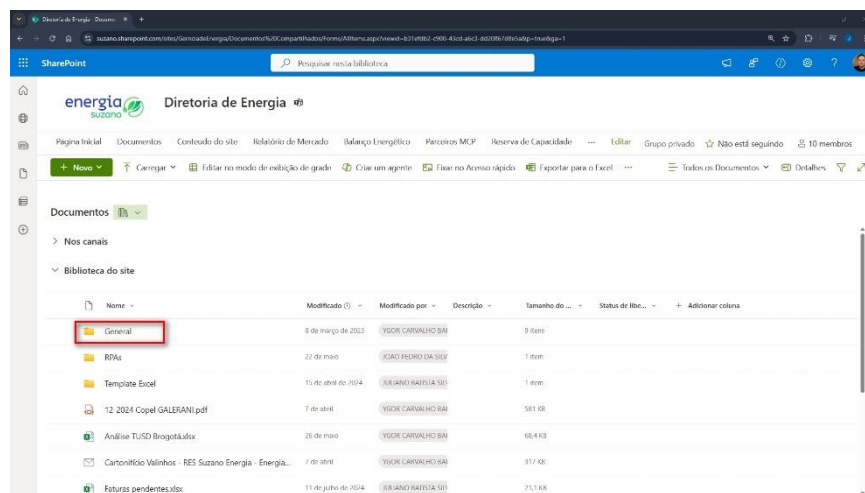 Diretoria de Energia - Docume
suzano.sharepoint.com/sites/GernciadeEnergia/Documentos%20Compartilhados/Forms/AllItems.aspx
SharePoint
Pesquisar nesta biblioteca
energia
suzano
Diretoria de Energia
Página Inicial Documentos Conteúdo do site Relatório de Mercado Balanço Energético Parceiros MCP Reserva de Capacidade ... Editar Grupo privado Não está seguindo 10 membros
+ Novo Carregar Editar no modo de exibição de grade Criar um agente Fixar no Acesso rápido Exportar para o Excel ... Todos os Documentos Detalhes
Documentos
Nos canais
Biblioteca do site
Nome Modificado Modificado por Descrição Tamanho do ... Status de libe... + Adicionar coluna
General 8 de março de 2023 YGOR CARVALHO BAI 9 itens
RPAs 22 de maio JOAO PEDRO DA SILV 1 item
Template Excel 15 de abril de 2024 JULIANO BATISTA SIL 1 item
12-2024 Copel GALERANI.pdf 7 de abril YGOR CARVALHO BAI 581 KB
Análise TUSD Brogotá.xlsx 26 de maio YGOR CARVALHO BAI 68,4 KB
Cartonifício Valinhos - RES Suzano Energia - Energia... 7 de abril YGOR CARVALHO BAI 317 KB
Faturas pendentes.xlsx 11 de julho de 2024 JULIANO BATISTA SIL 21,1 KB